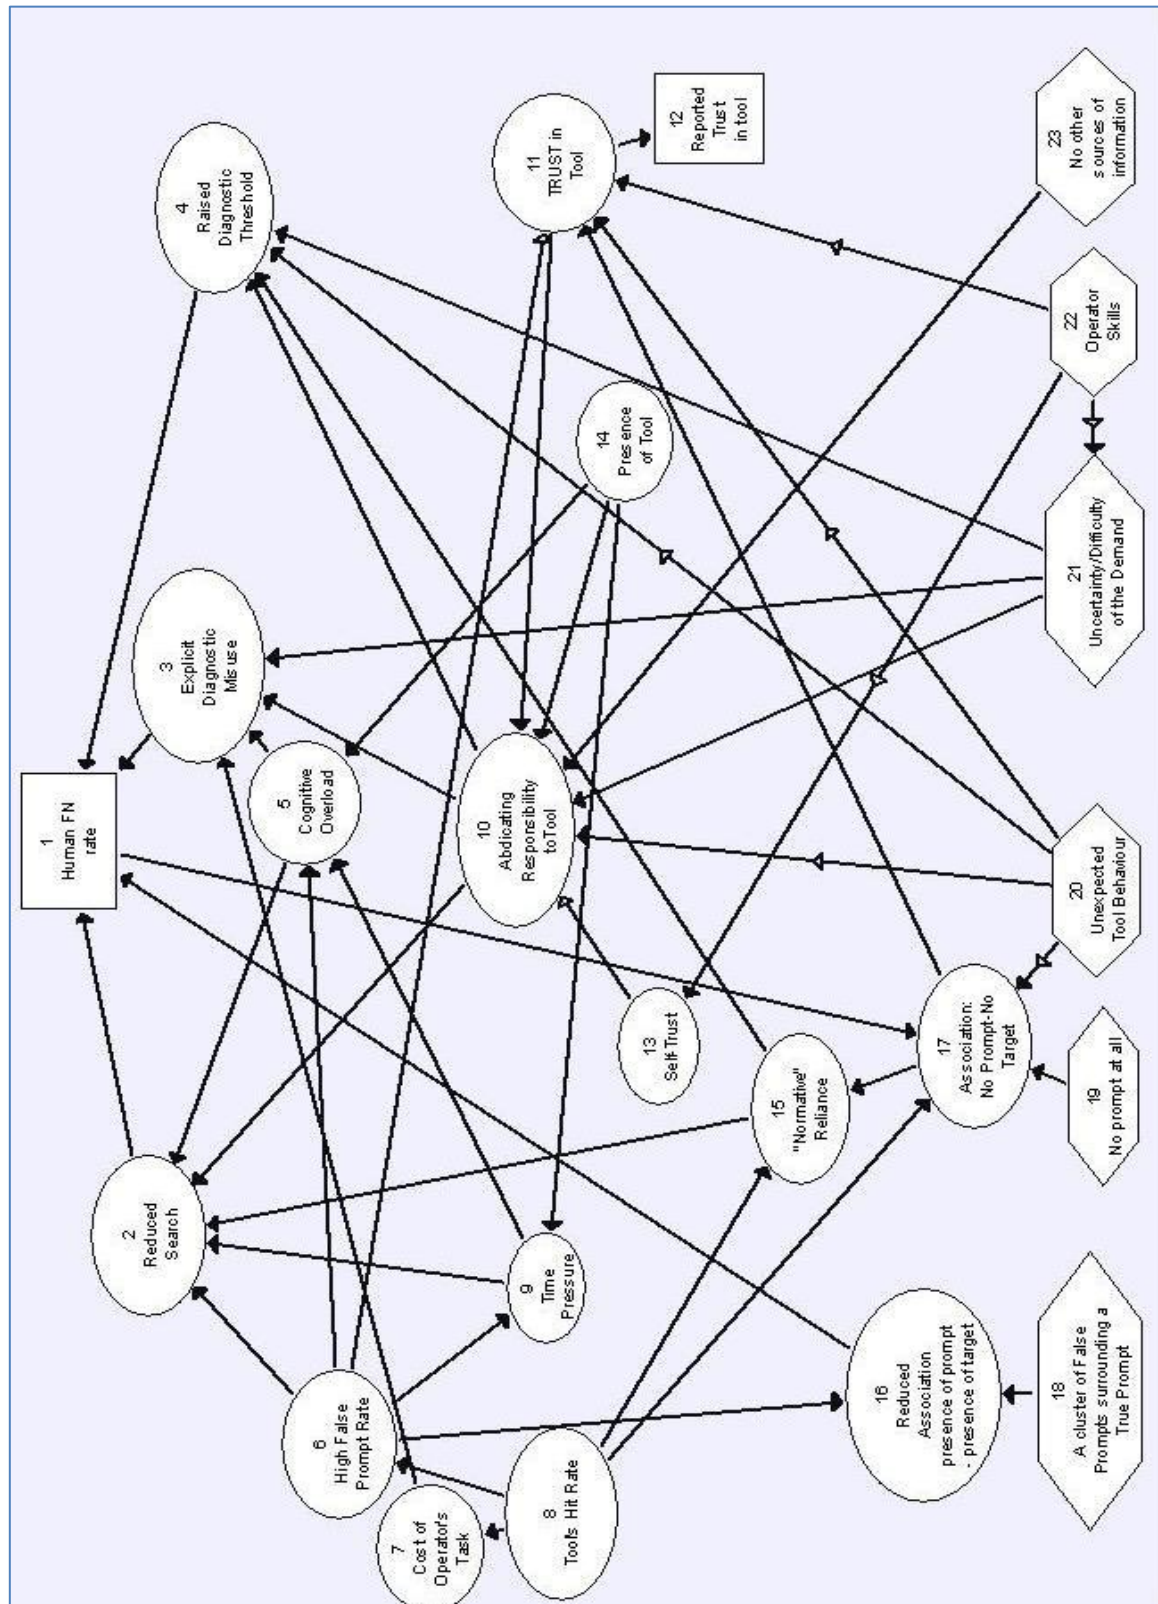 1
Human FN
rate
2
Reduced
Search
3
Explicit
Diagnostic
Misuse
4
Raised
Diagnostic
Threshold
5
Cognitive
Overload
6
High False
Prompt Rate
7
Cost of
Operator's
Task
8
Tool's Hit Rate
9
Time
Pressure
10
Abdicating
Responsibility
to Tool
11
TRUST in
Tool
12
Reported
Trust
in tool
13
Self-Trust
14
Presence
of Tool
15
"Normative"
Reliance
16
Reduced
Association
presence of prompt
- presence of target
17
Association:
No Prompt-No
Target
18
A cluster of False
Prompts surrounding a
True Prompt
19
No prompt at all
20
Unexpected
Tool Behaviour
21
Uncertainty/Difficulty
of the Demand
22
Operator
Skills
23
No other
sources of
information